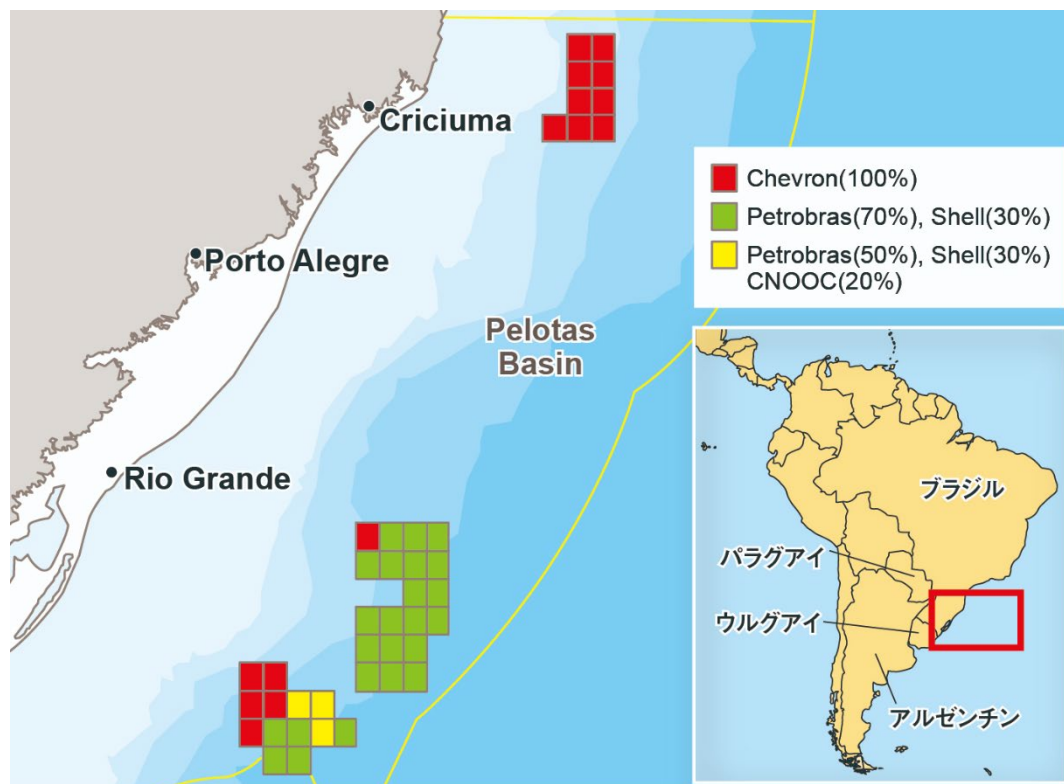 Criciuma
Porto Alegre
Rio Grande
Pelotas
Basin
Chevron(100%)
Petrobras(70%), Shell(30%)
Petrobras(50%), Shell(30%)
CNOOC(20%)
ブラジル
パラグアイ
ウルグアイ
アルゼンチン